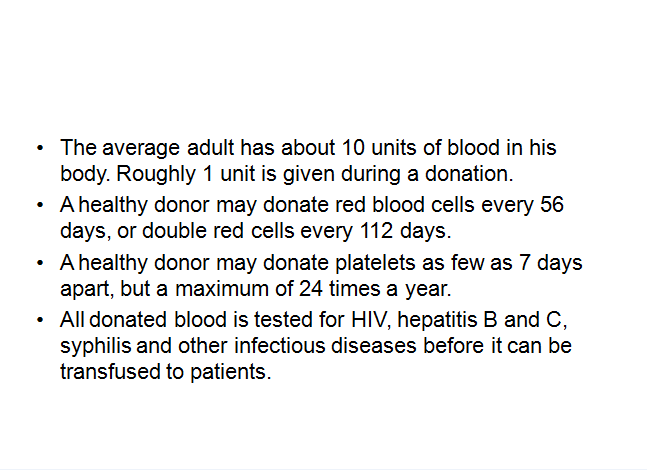 • The average adult has about 10 units of blood in his
body. Roughly 1 unit is given during a donation.
• A healthy donor may donate red blood cells every 56
days, or double red cells every 112 days.
• A healthy donor may donate platelets as few as 7 days
apart, but a maximum of 24 times a year.
• All donated blood is tested for HIV, hepatitis B and C,
syphilis and other infectious diseases before it can be
transfused to patients.